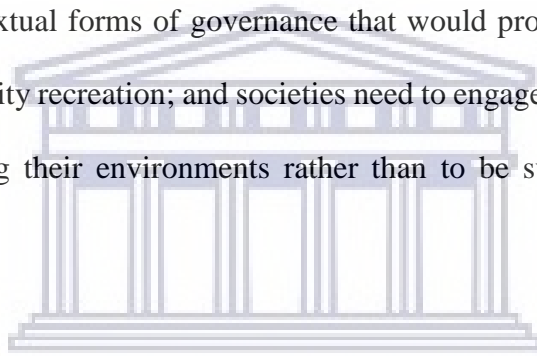 xtual forms of governance that would pro
ity recreation; and societies need to engage
g their environments rather than to be s